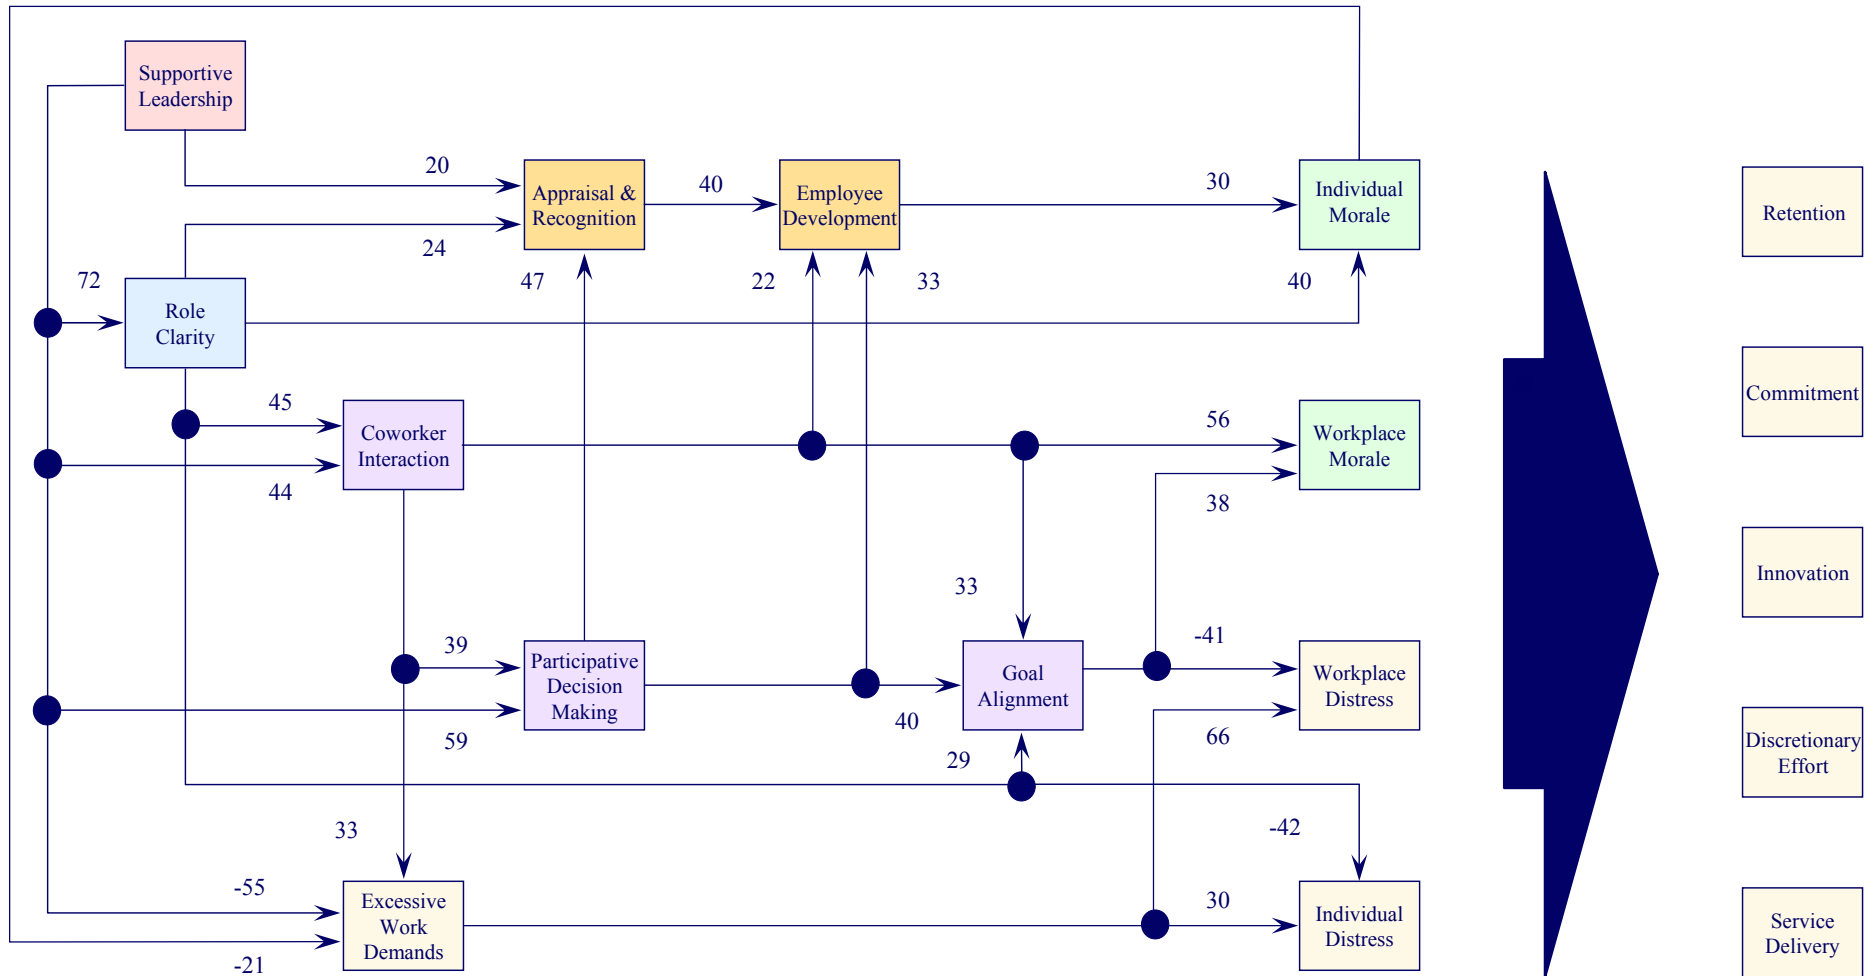 Supportive
Leadership
20
Appraisal &
Recognition
40
Employee
Development
30
Individual
Morale
Retention
24
72
47
22
33
40
Role
Clarity
Commitment
45
44
Coworker
Interaction
56
Workplace
Morale
38
33
Innovation
39
59
Participative
Decision
Making
40
29
Goal
Alignment
-41
66
Workplace
Distress
Discretionary
Effort
33
-42
-55
-21
Excessive
Work
Demands
30
Individual
Distress
Service
Delivery